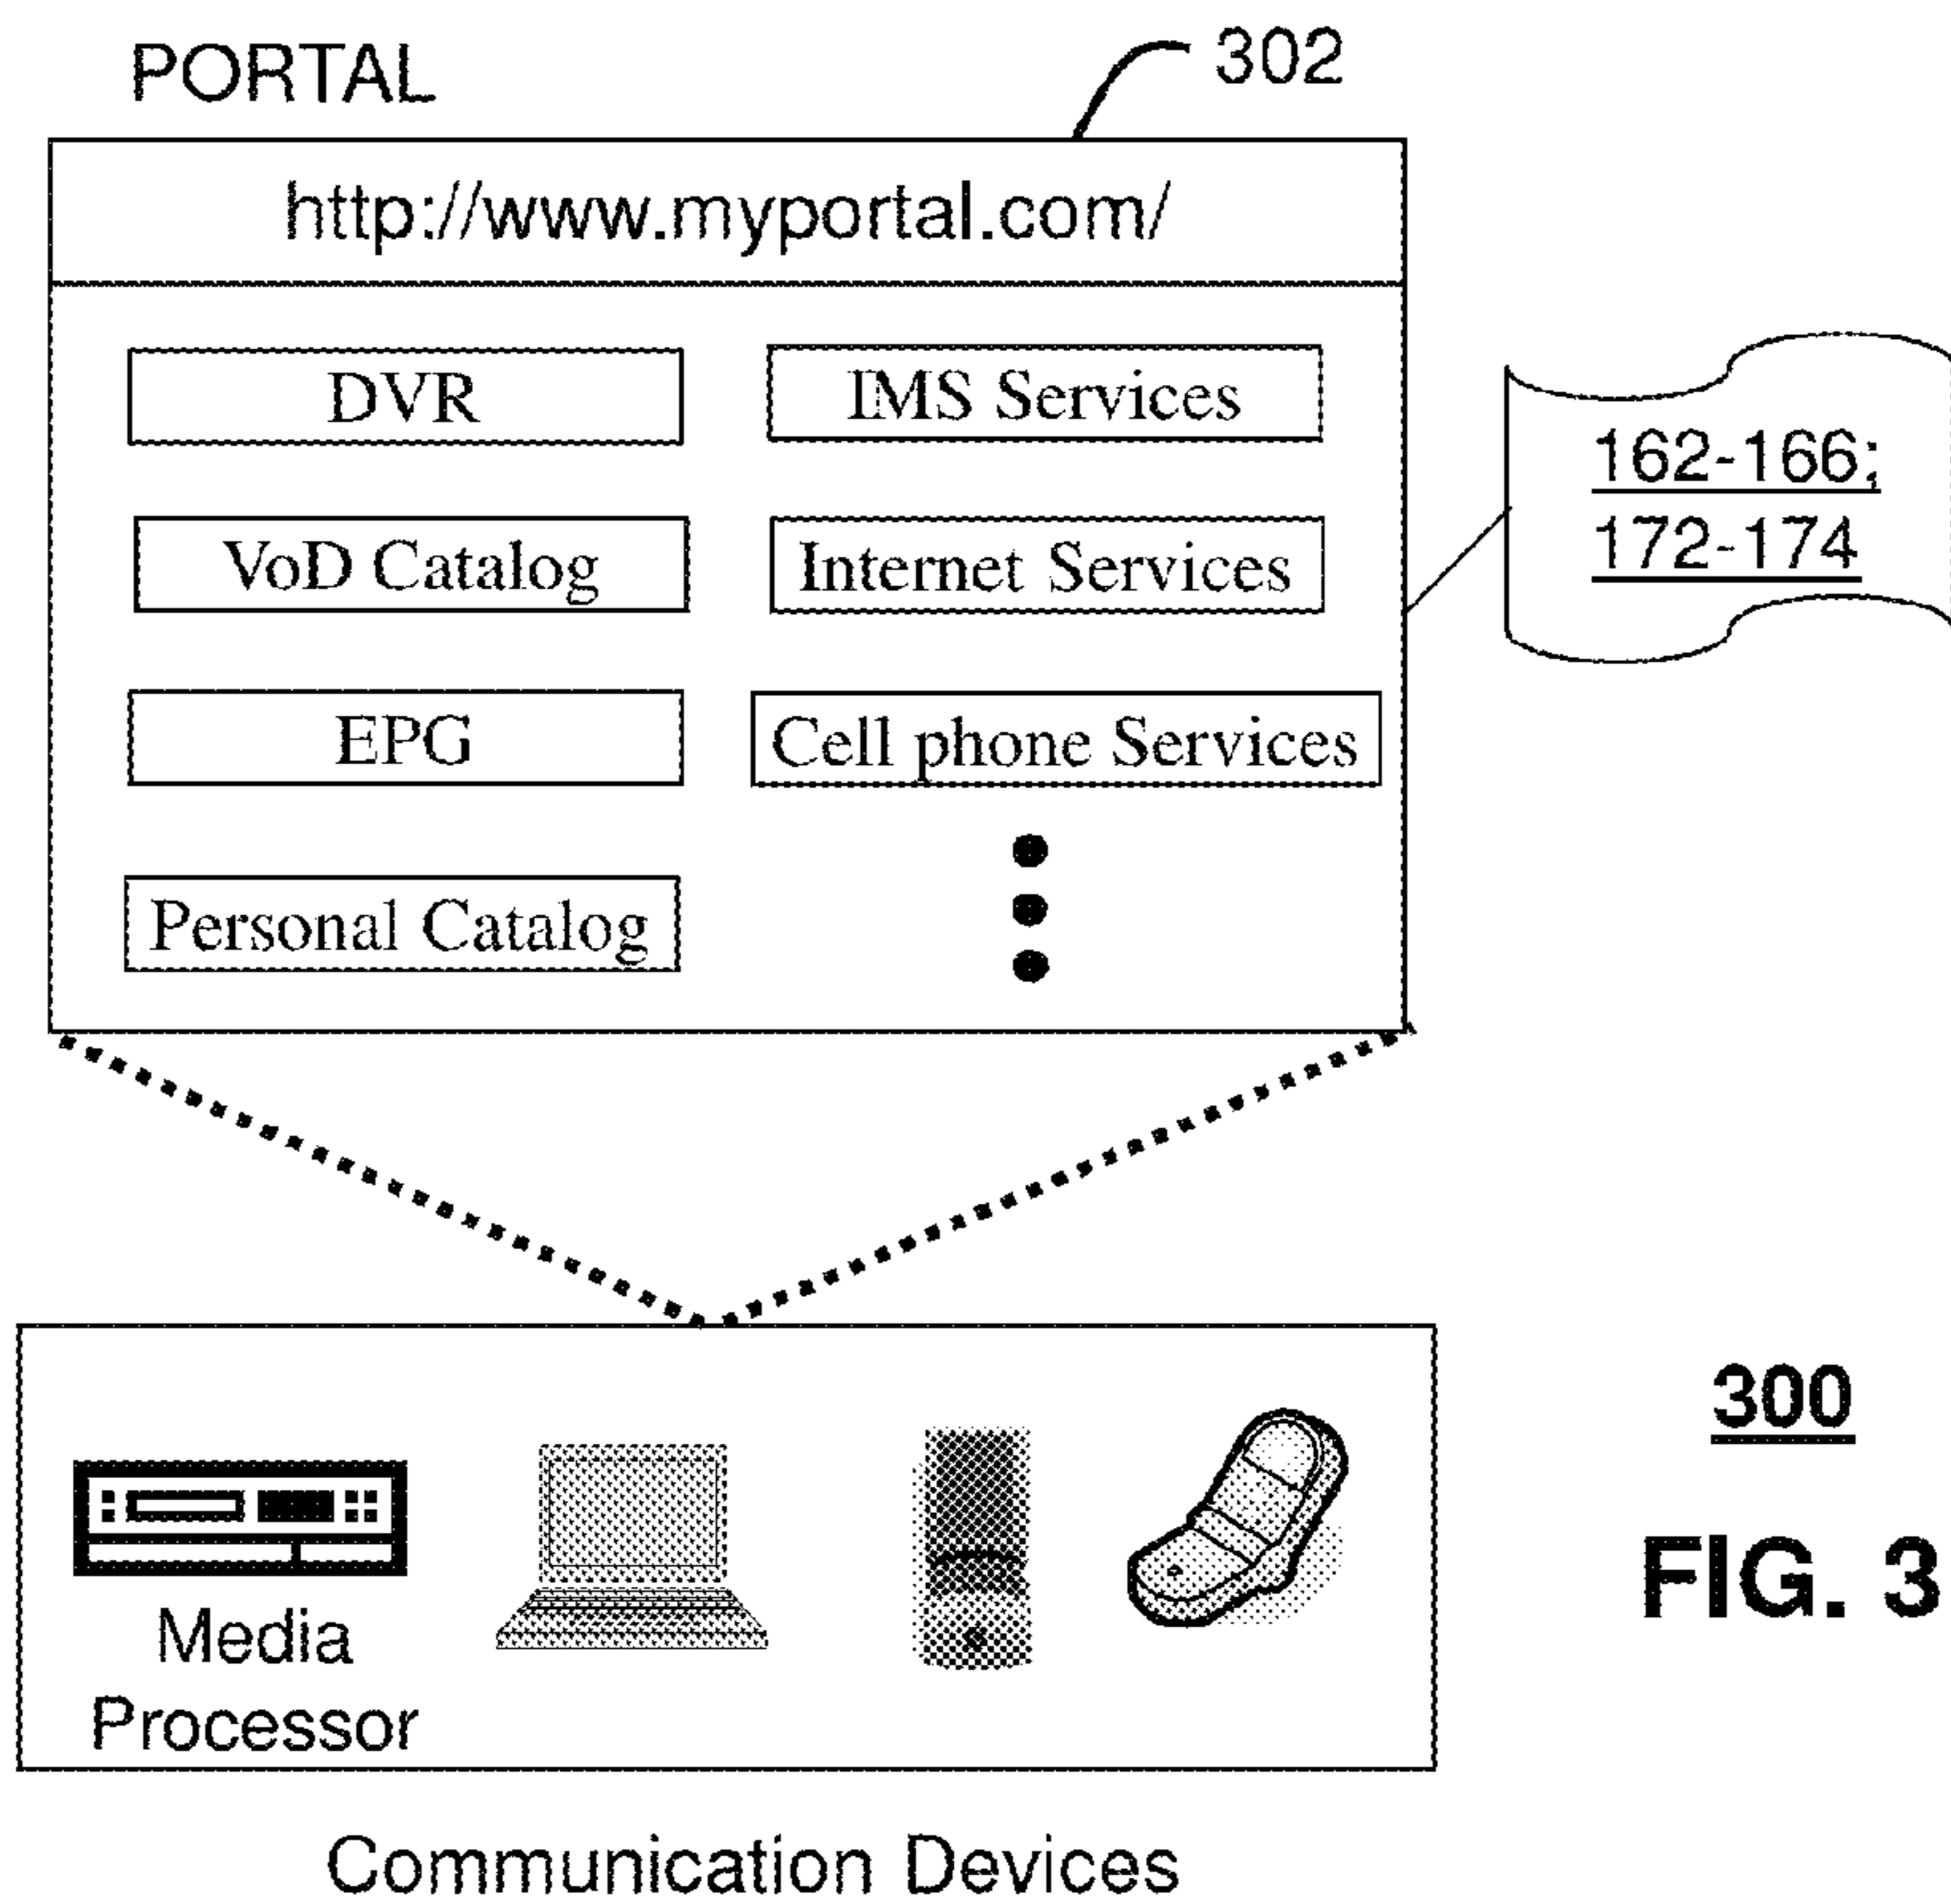 PORTAL
302
http://www.myportal.com/
DVR
IMS Services
VoD Catalog
Internet Services
EPG
Cell phone Services
Personal Catalog
162-166;
172-174
Media
Processor
Communication Devices
300
FIG. 3